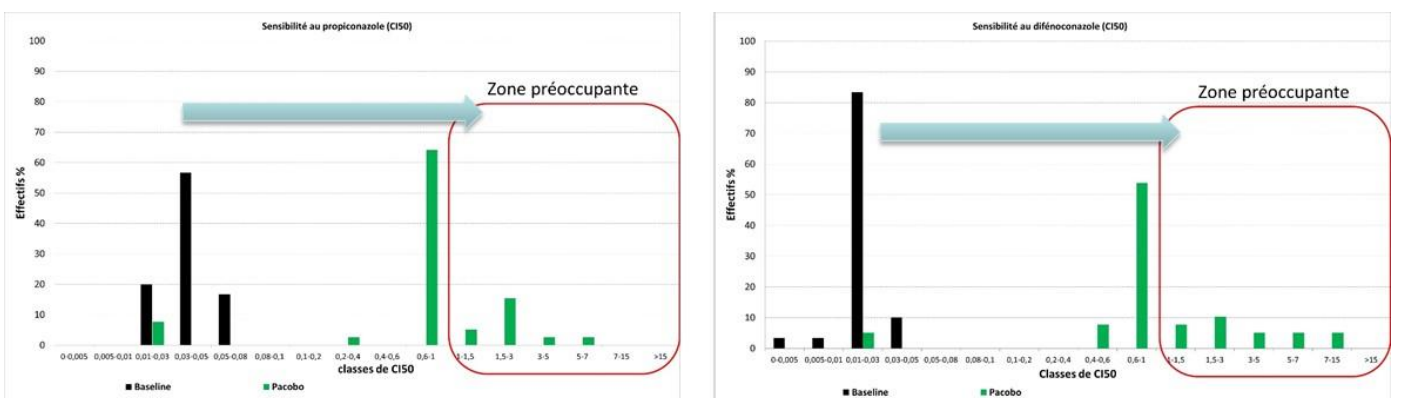 Sensibilité au propiconazole (CI50)
100
90
80
70
60
50
40
30
20
10
0
Effectifs %
Zone préoccupante
0-0,005 0,005-0,01 0,01-0,03 0,03-0,05 0,05-0,08 0,08-0,1 0,1-0,2 0,2-0,4 0,4-0,6 0,6-1 1-1,5 1,5-3 3-5 5-7 7-15 >15
classes de CI50
Baseline Pacobo
Sensibilité au difénoconazole (CI50)
100
90
80
70
60
50
40
30
20
10
0
Effectifs %
Zone préoccupante
0-0,005 0,005-0,01 0,01-0,03 0,03-0,05 0,05-0,08 0,08-0,1 0,1-0,2 0,2-0,4 0,4-0,6 0,6-1 1-1,5 1,5-3 3-5 5-7 7-15 >15
Classes de CI50
Baseline Pacobo